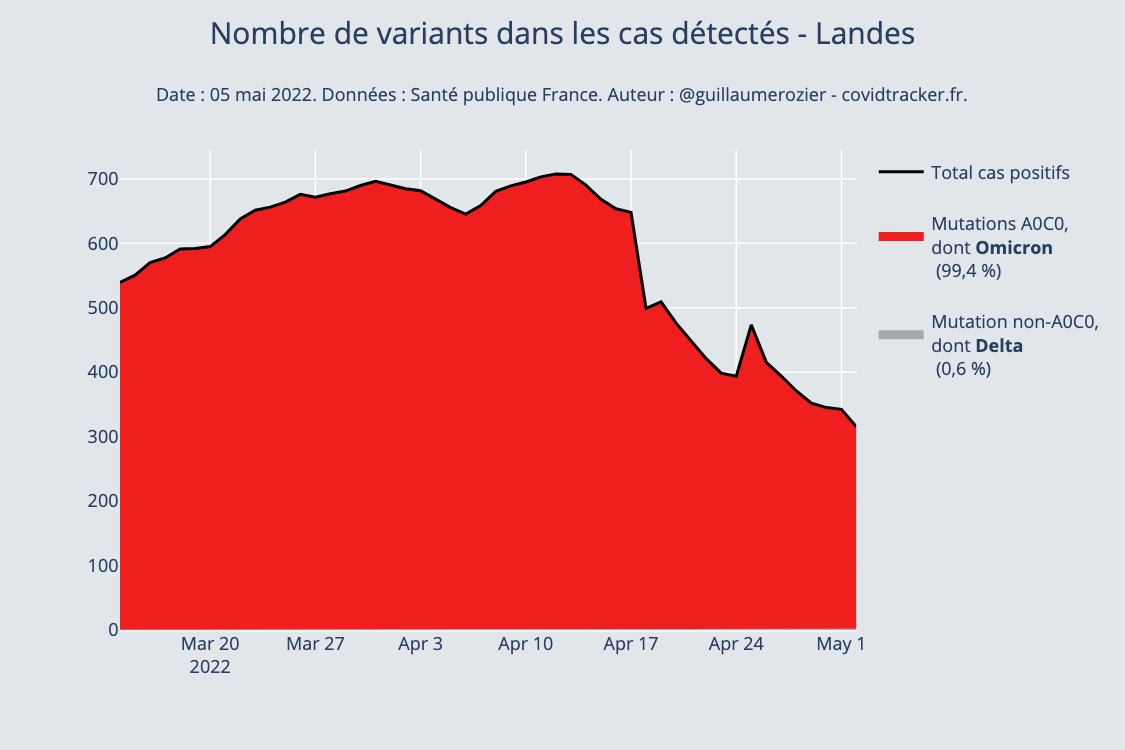 Nombre de variants dans les cas détectés - Landes
Date : 05 mai 2022. Données : Santé publique France. Auteur : @guillaumerozier - covidtracker.fr.
700
600
500
400
300
200
100
0
Mar 20
2022
Mar 27
Apr 3
Apr 10
Apr 17
Apr 24
May 1
Total cas positifs
Mutations A0C0,
dont Omicron
(99,4 %)
Mutation non-A0C0,
dont Delta
(0,6 %)